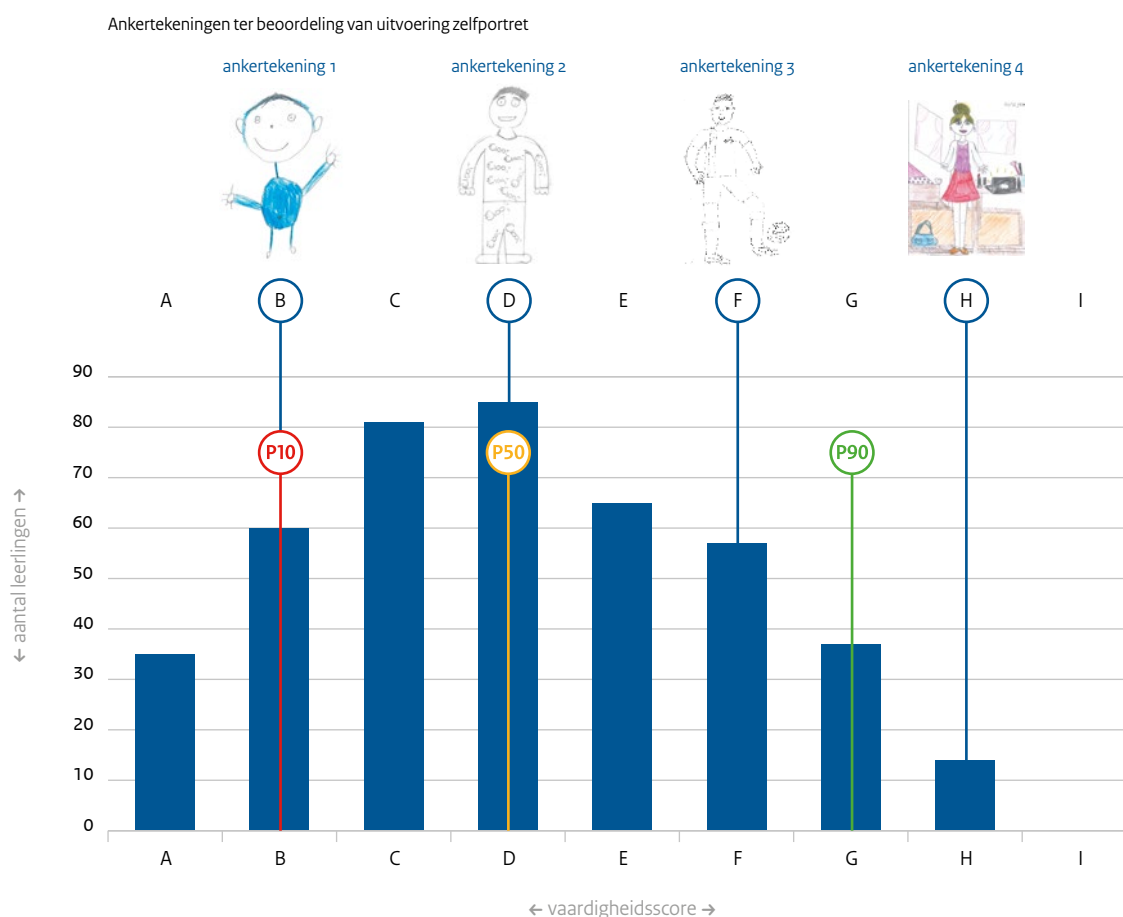 Ankertekeningen ter beoordeling van uitvoering zelfportret
ankertekening 1 ankertekening 2 ankertekening 3 ankertekening 4
A B C D E F G H I
90
80
P10 P50 P90
70
60
50
40
30
20
10
0
A B C D E F G H I
← aantal leerlingen →
← vaardigheidsscore →